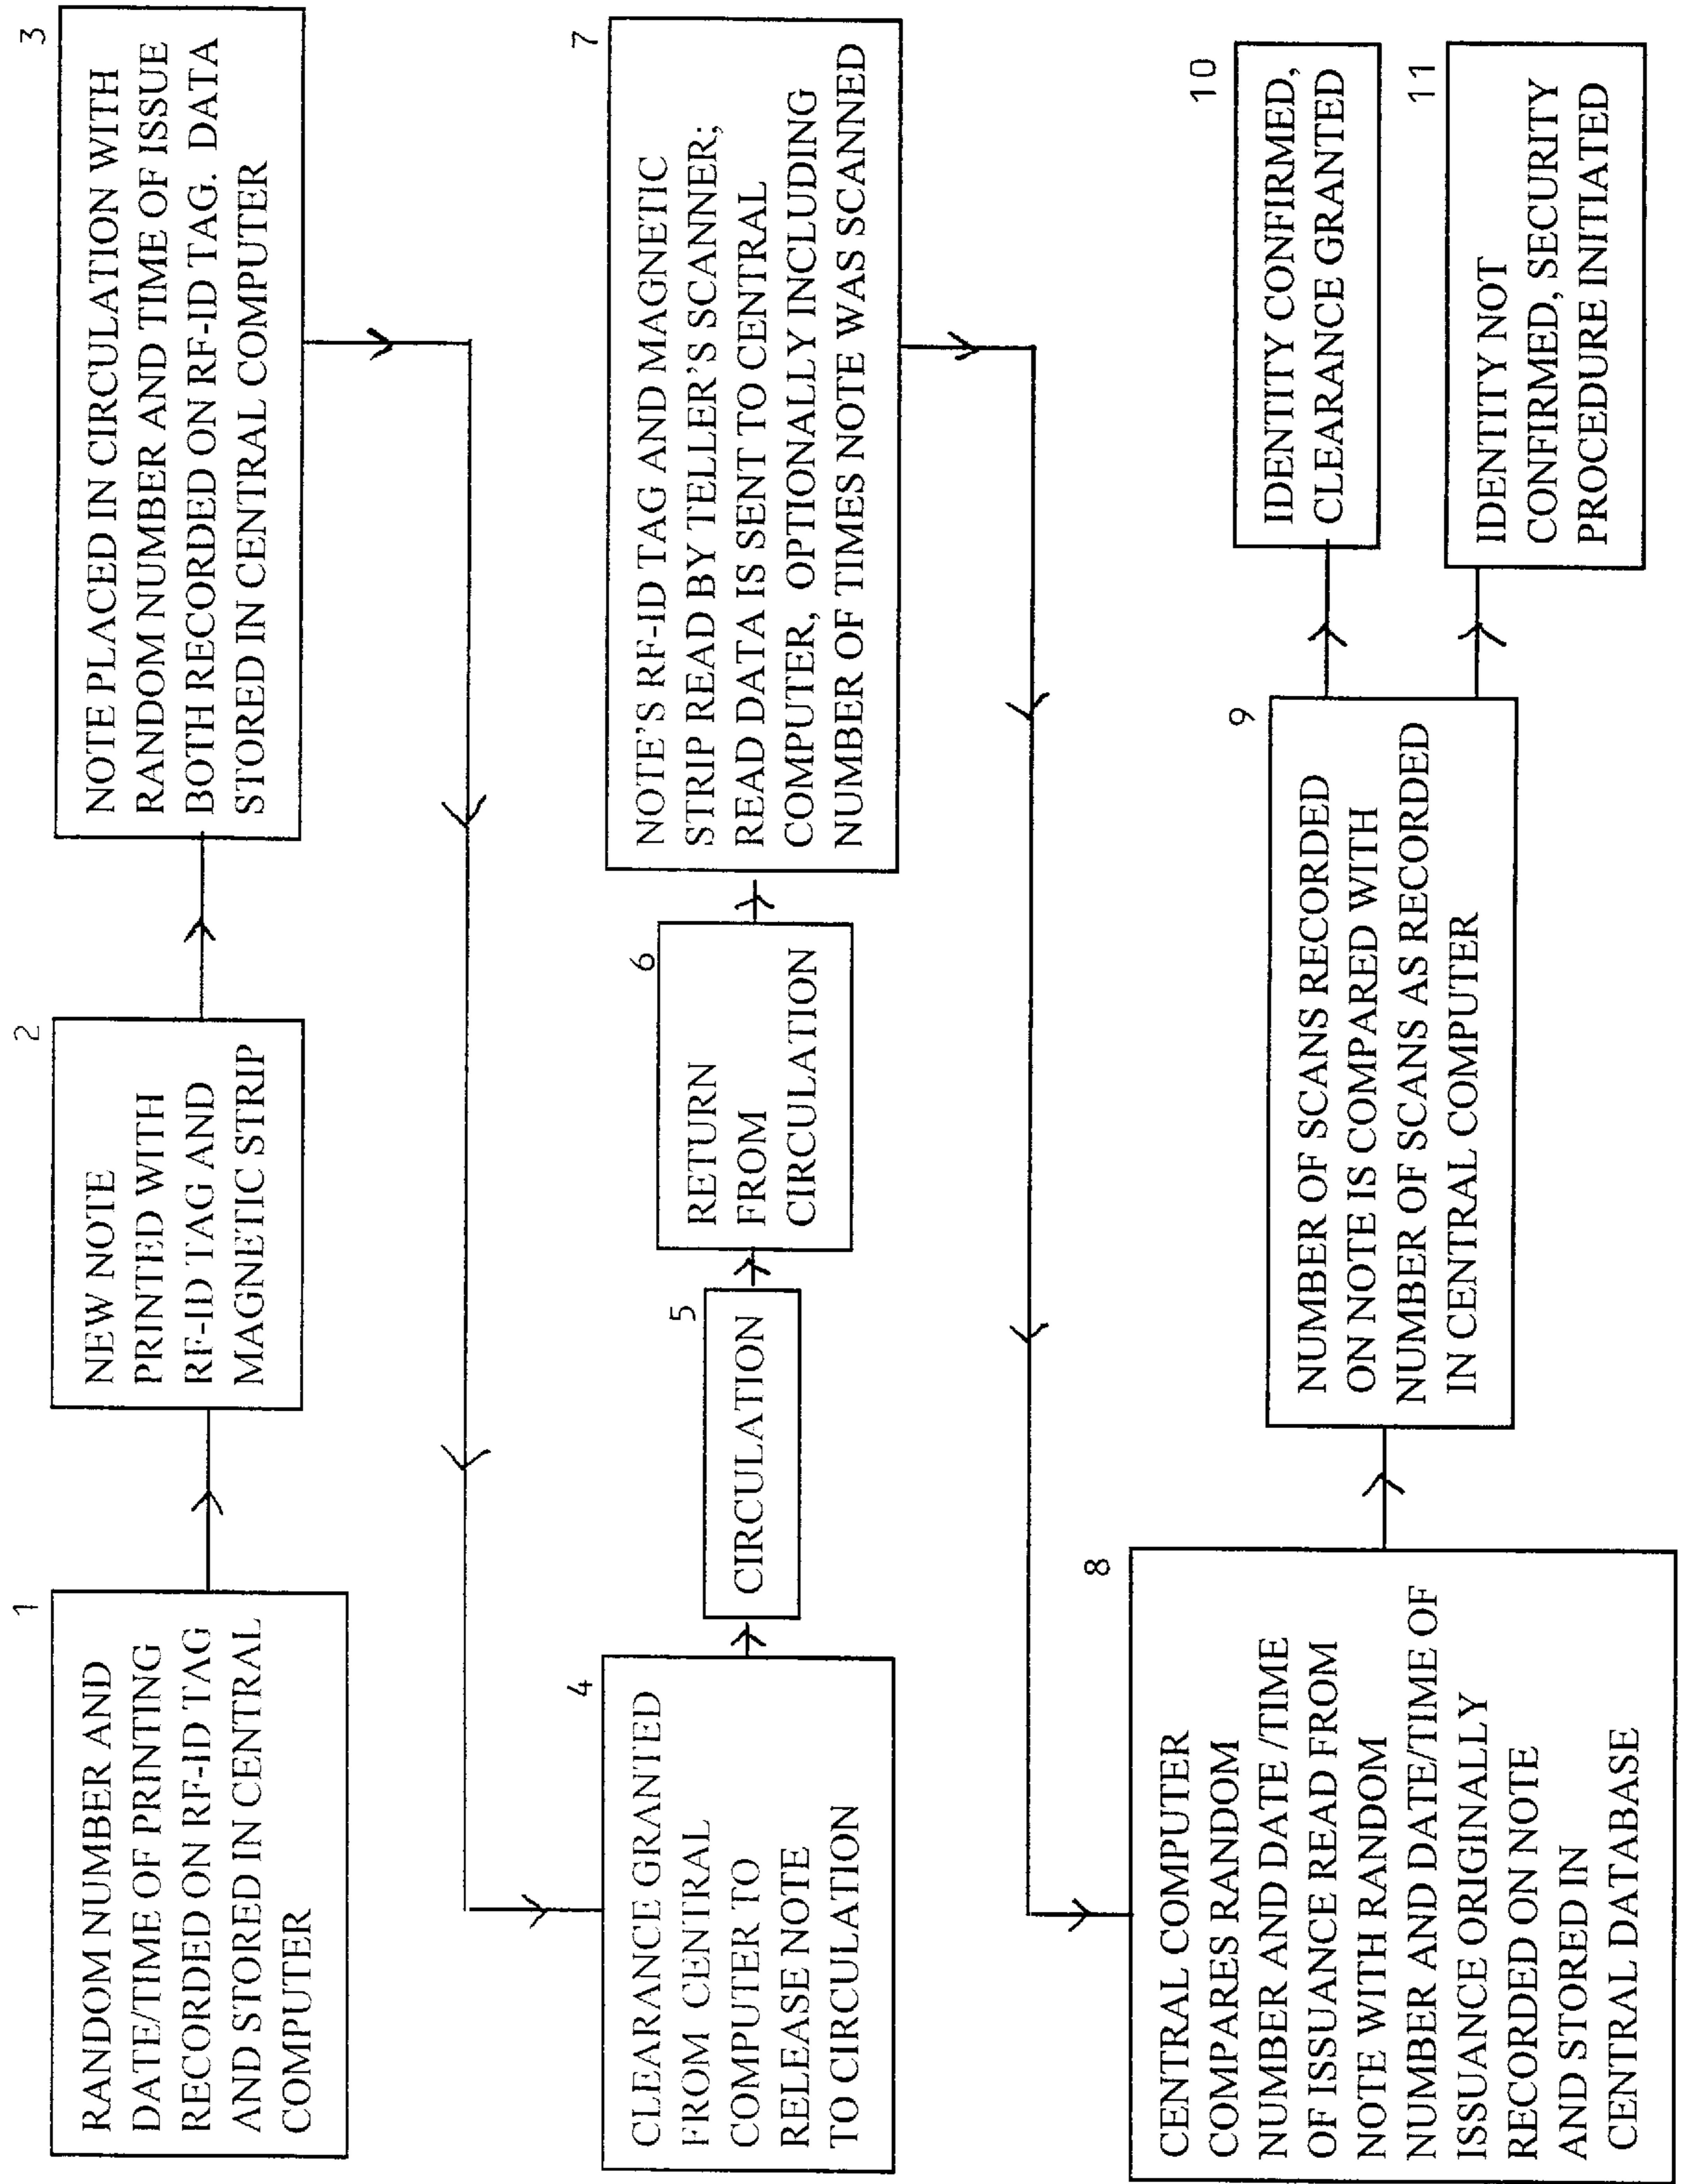 1
RANDOM NUMBER AND
DATE/TIME OF PRINTING
RECORDED ON RF-ID TAG
AND STORED IN CENTRAL
COMPUTER
2
NEW NOTE
PRINTED WITH
RF-ID TAG AND
MAGNETIC STRIP
3
NOTE PLACED IN CIRCULATION WITH
RANDOM NUMBER AND TIME OF ISSUE
BOTH RECORDED ON RF-ID TAG. DATA
STORED IN CENTRAL COMPUTER
4
CLEARANCE GRANTED
FROM CENTRAL
COMPUTER TO
RELEASE NOTE
TO CIRCULATION
5
CIRCULATION
6
RETURN
FROM
CIRCULATION
7
NOTE'S RF-ID TAG AND MAGNETIC
STRIP READ BY TELLER'S SCANNER;
READ DATA IS SENT TO CENTRAL
COMPUTER, OPTIONALLY INCLUDING
NUMBER OF TIMES NOTE WAS SCANNED
8
CENTRAL COMPUTER
COMPARES RANDOM
NUMBER AND DATE /TIME
OF ISSUANCE READ FROM
NOTE WITH RANDOM
NUMBER AND DATE/TIME OF
ISSUANCE ORIGINALLY
RECORDED ON NOTE
AND STORED IN
CENTRAL DATABASE
9
NUMBER OF SCANS RECORDED
ON NOTE IS COMPARED WITH
NUMBER OF SCANS AS RECORDED
IN CENTRAL COMPUTER
10
IDENTITY CONFIRMED,
CLEARANCE GRANTED
11
IDENTITY NOT
CONFIRMED, SECURITY
PROCEDURE INITIATED